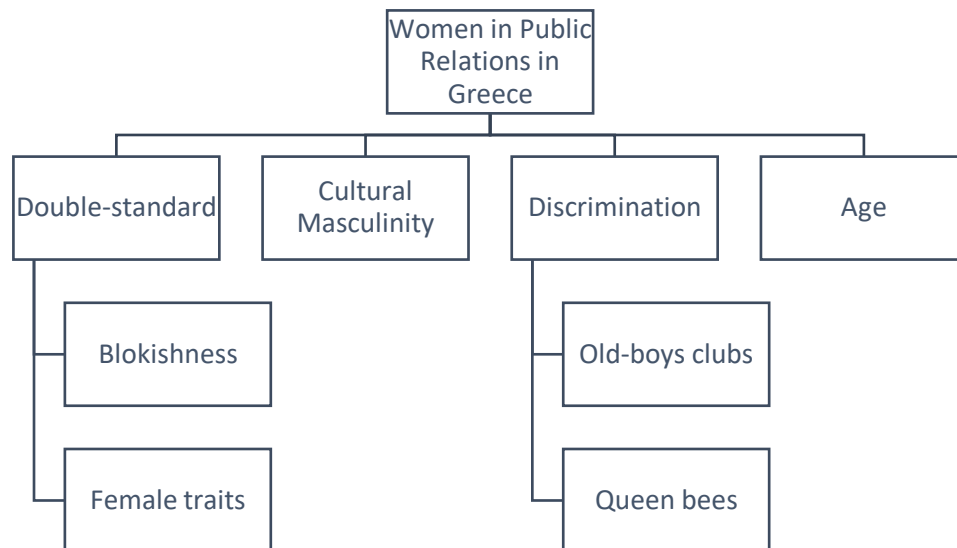 Women in Public
Relations in
Greece
Double-standard
Cultural
Masculinity
Discrimination
Age
Blokishness
Old-boys clubs
Female traits
Queen bees